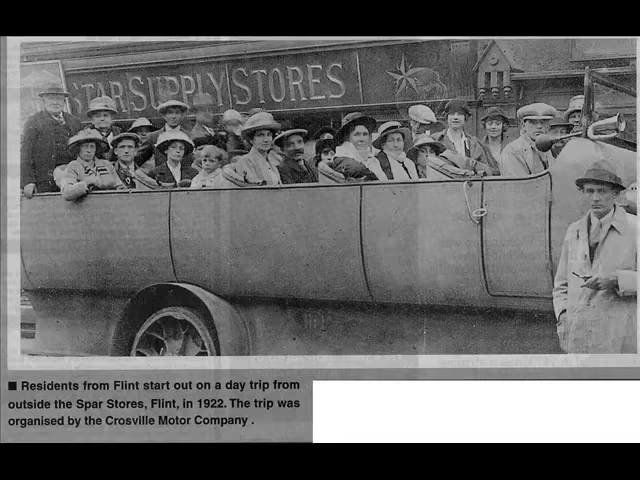 STAR SUPPLY STORES
■ Residents from Flint start out on a day trip from
outside the Spar Stores, Flint, in 1922. The trip was
organised by the Crosville Motor Company .